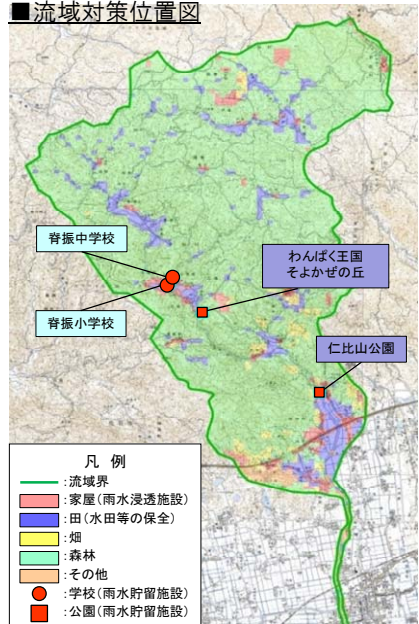 ■流域対策位置図
脊振中学校
わんぱく王国
そよかぜの丘
脊振小学校
仁比山公園
凡 例
:流域界
:家屋(雨水浸透施設)
:田(水田等の保全)
:畑
:森林
:その他
:学校(雨水貯留施設)
:公園(雨水貯留施設)